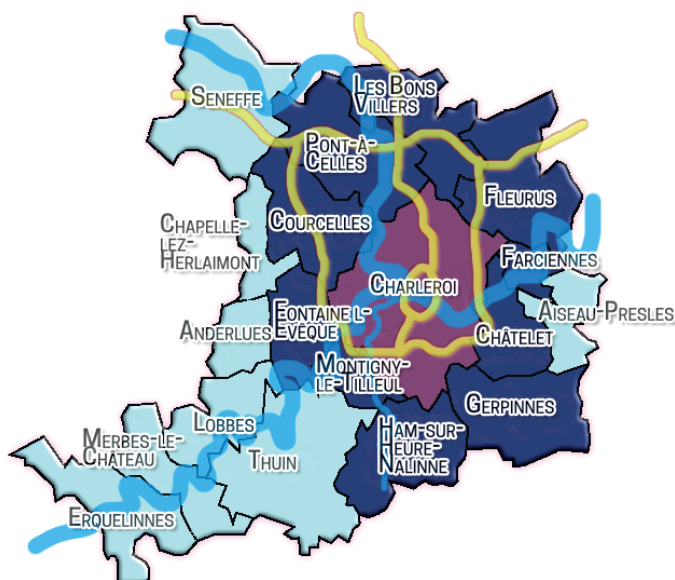 Seneffe
Les Bons
Villers
Pont-à-
Celles
Fleurus
Chapelle-
lez-
Herlaimont
Courcelles
Farciennes
Charleroi
Aiseau-Presles
Anderlues
Fontaine l-
Evêque
Châtelet
Montigny-
le-Tilleul
Gerpinnes
Lobbes
Ham-sur-
Heure-
Nalinne
Merbes-le-
Château
Thuin
Erquelinnes